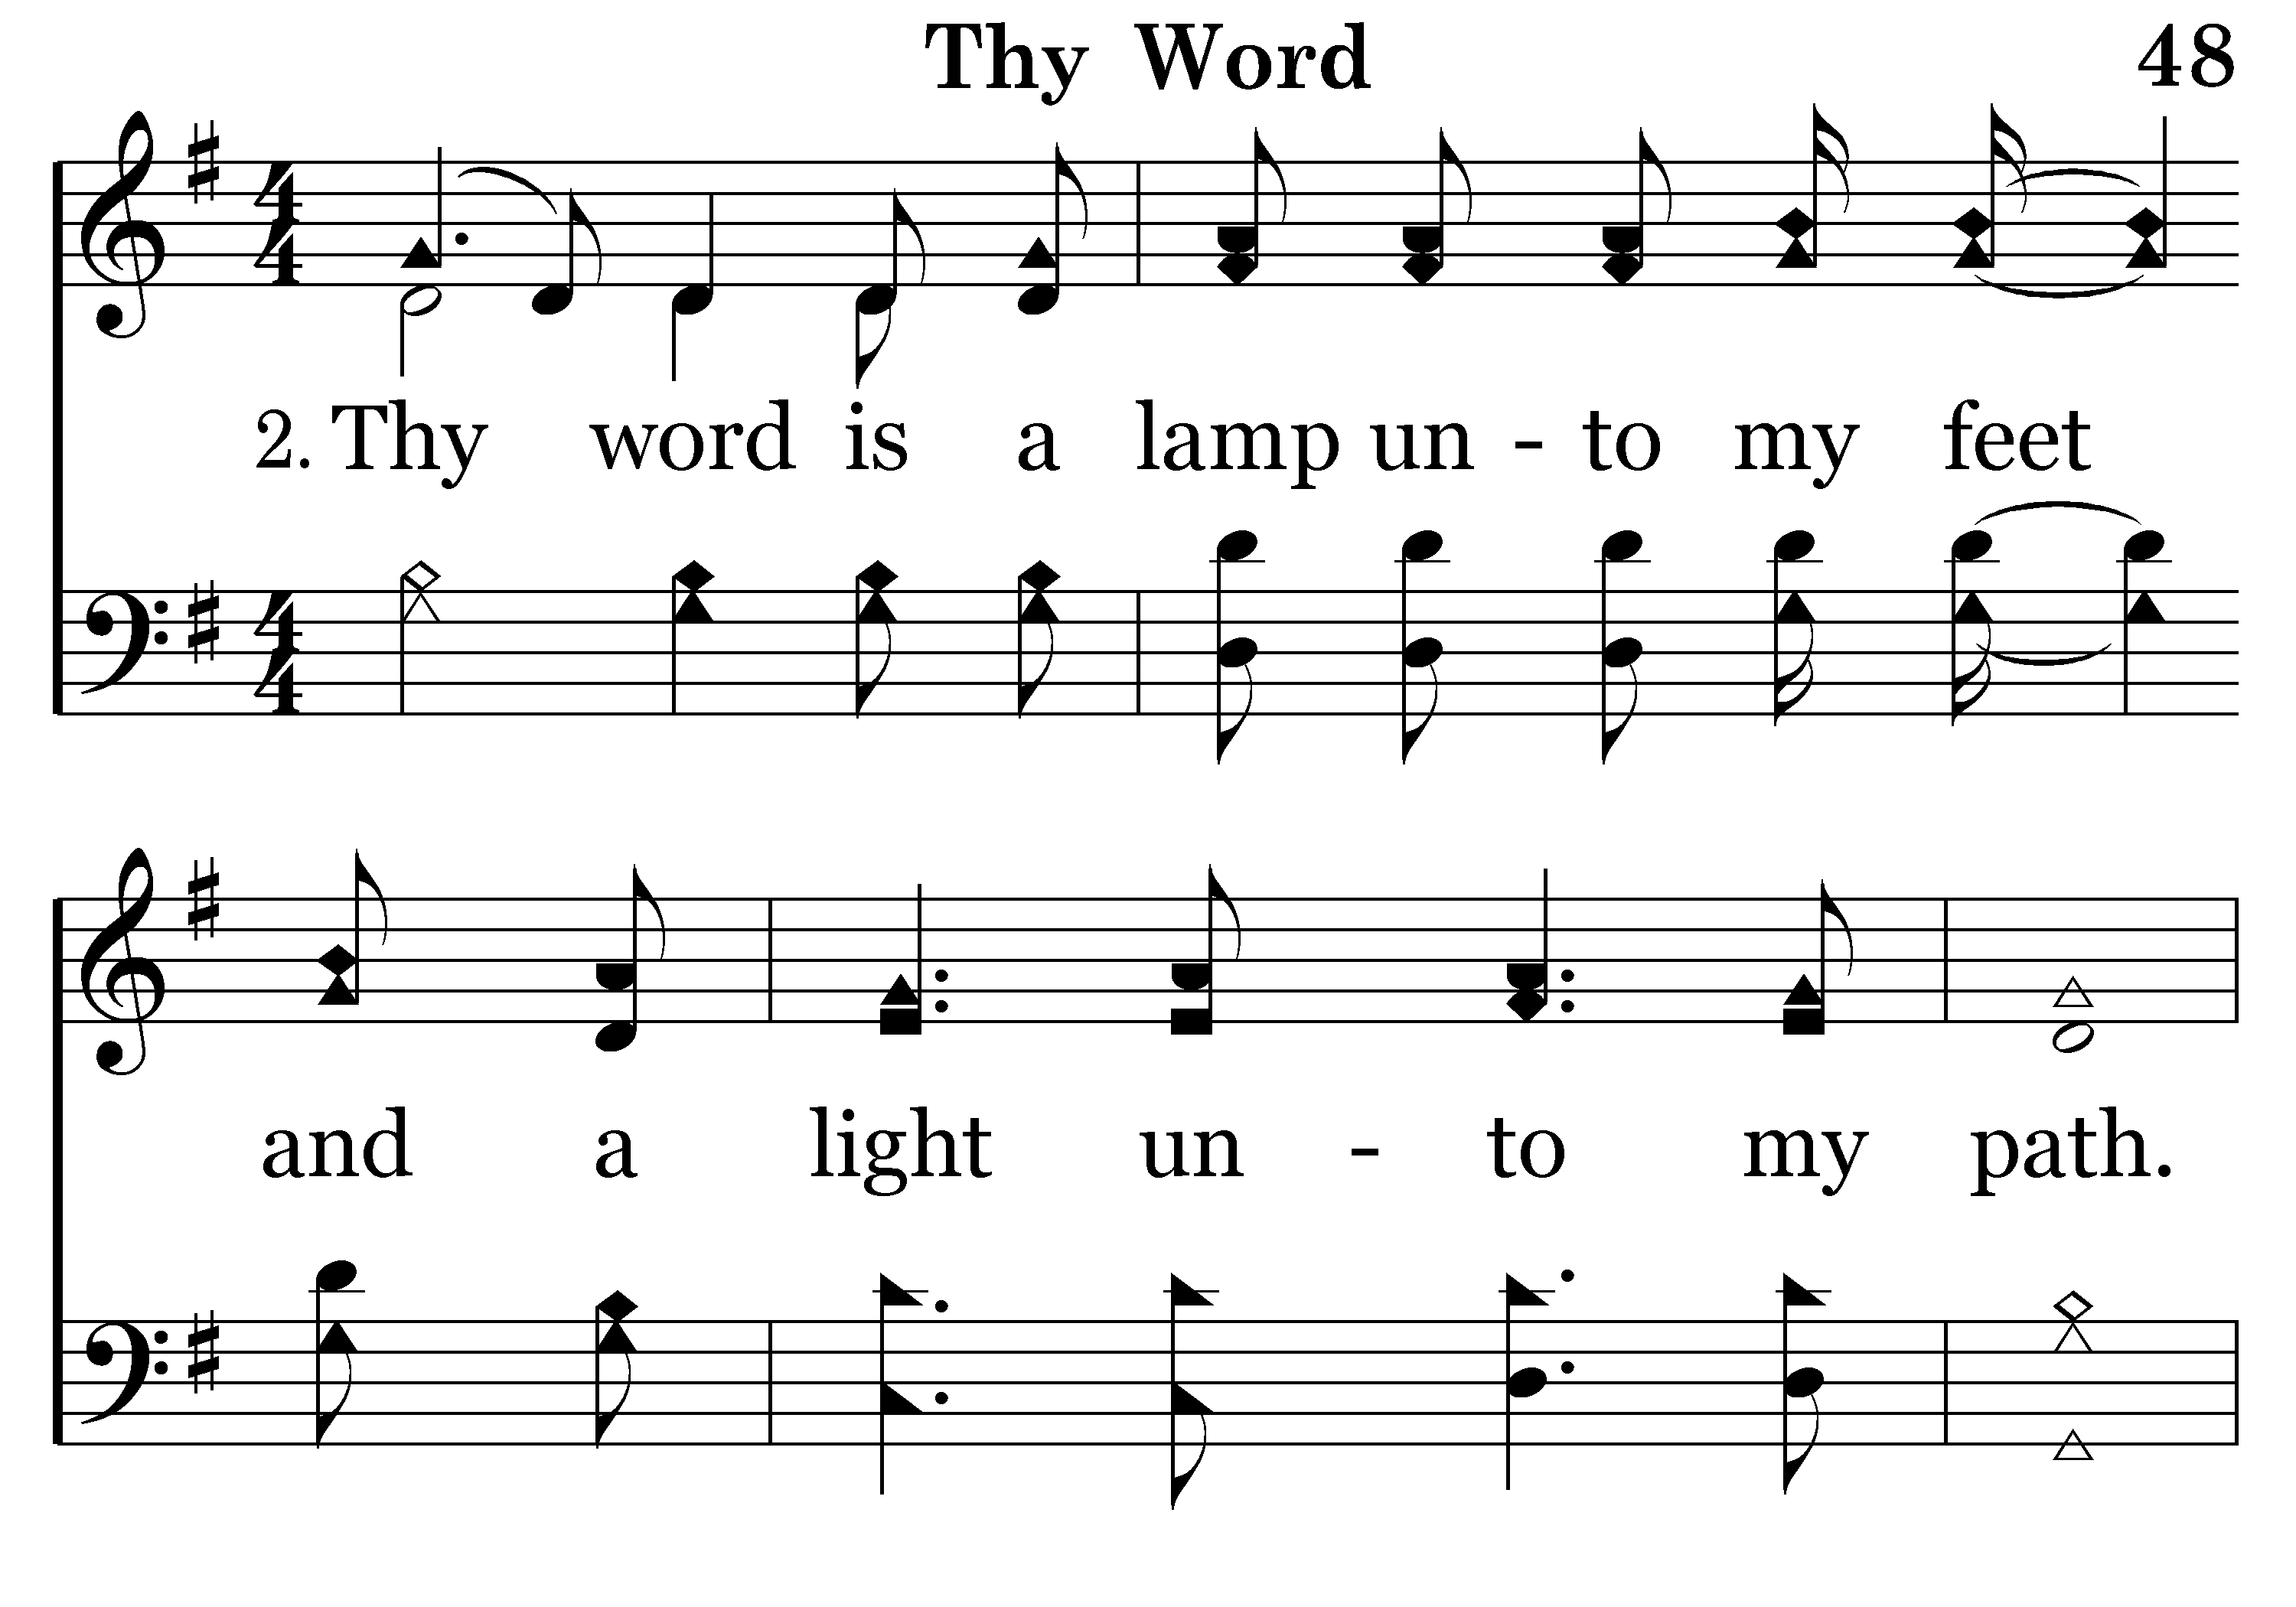 Thy Word 48
2. Thy word is a lamp un - to my feet
and a light un - to my path.